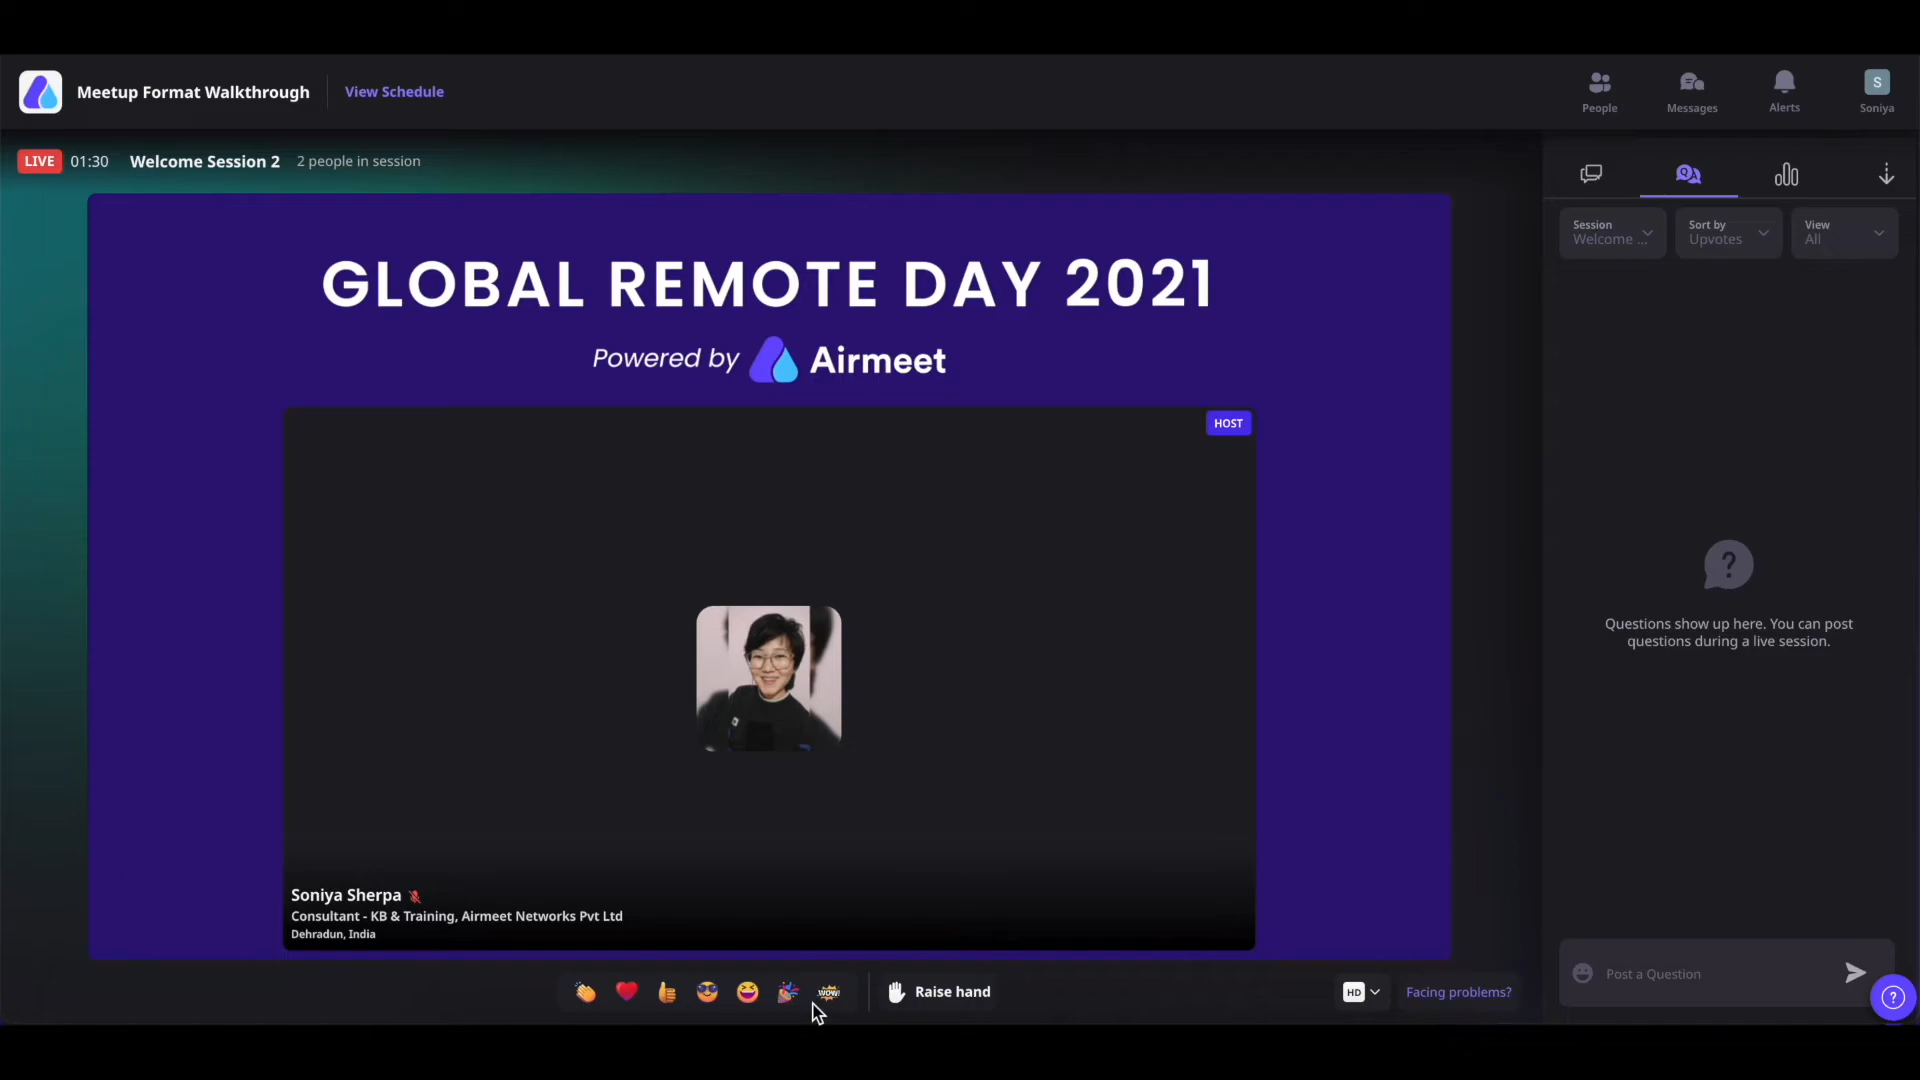 Meetup Format Walkthrough
View Schedule
People
Messages
Alerts
S
Soniya
LIVE
01:30
Welcome Session 2
2 people in session
GLOBAL REMOTE DAY 2021
Powered by Airmeet
HOST
Soniya Sherpa
Consultant - KB & Training, Airmeet Networks Pvt Ltd
Dehradun, India
WOW!
Raise hand
HD
Facing problems?
QA
Session
Welcome ...
Sort by
Upvotes
View
All
?
Questions show up here. You can post
questions during a live session.
Post a Question
?